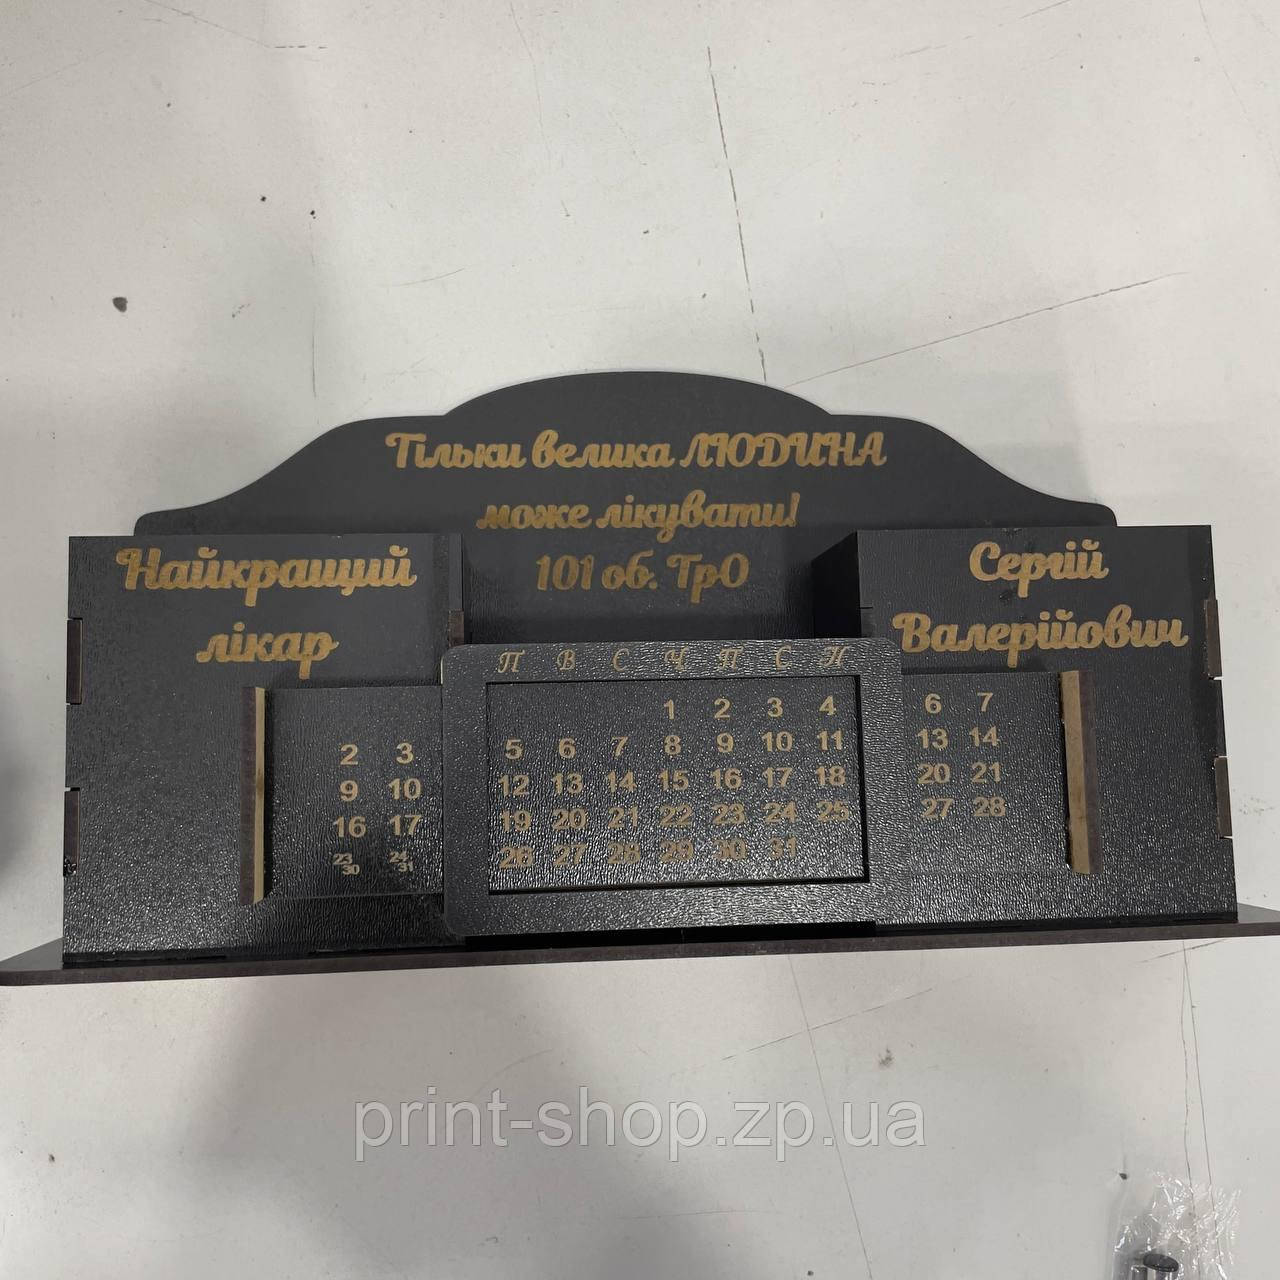 Тільки велика ЛЮДИНА
може лікувати!
101 об. ТрО
Найкращий
лікар
Сергій
Валерійович
П В С Ч П С Н
1 2 3 4
5 6 7 8 9 10 11
12 13 14 15 16 17 18
19 20 21 22 23 24 25
26 27 28 29 30 31
2 3
9 10
16 17
23 24
30 31
6 7
13 14
20 21
27 28
print-shop.zp.ua